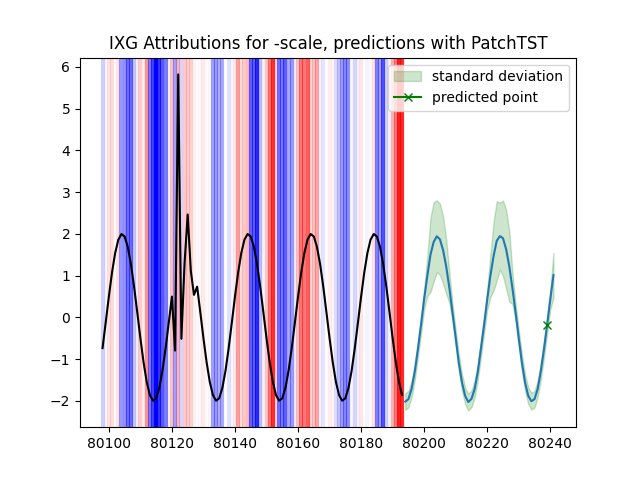 IXG Attributions for -scale, predictions with PatchTST
standard deviation
predicted point
6
5
4
3
2
1
0
−1
−2
80100 80120 80140 80160 80180 80200 80220 80240